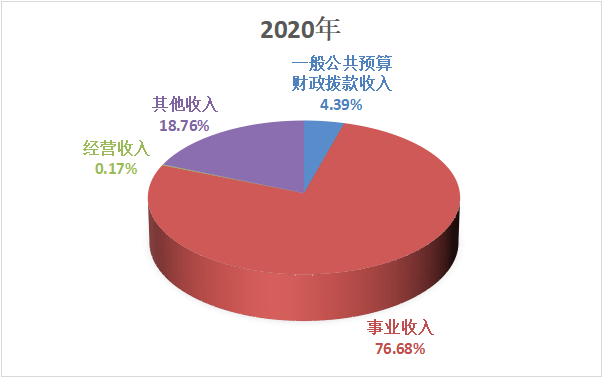 2020年
一般公共预算
财政拨款收入
4.39%
其他收入
18.76%
经营收入
0.17%
事业收入
76.68%